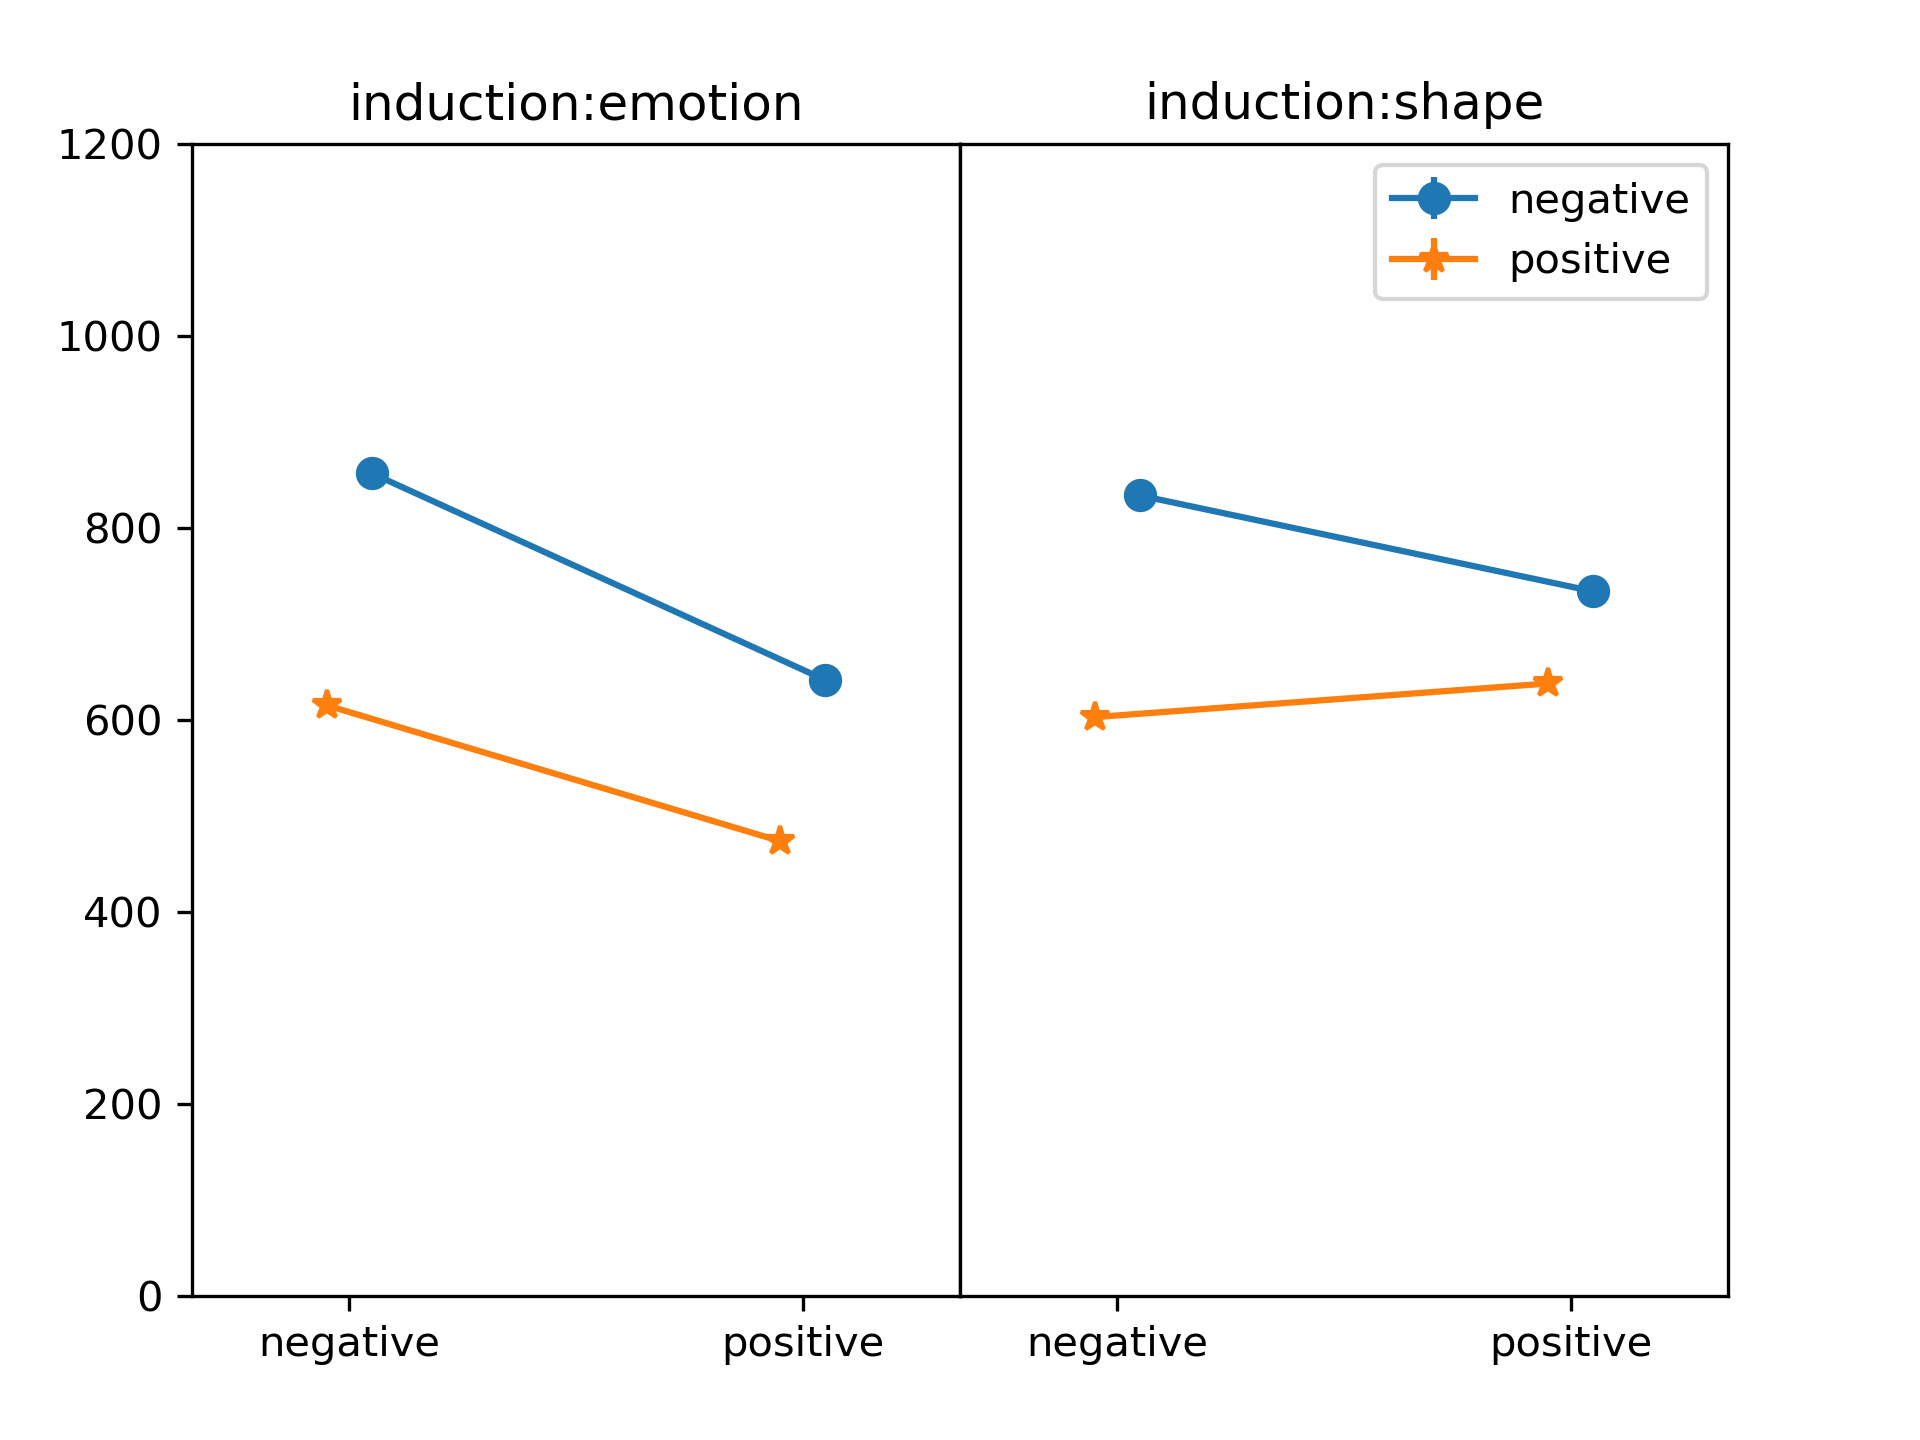 induction:emotion
induction:shape
1200
1000
800
600
400
200
0
negative
positive
negative
positive
negative
positive